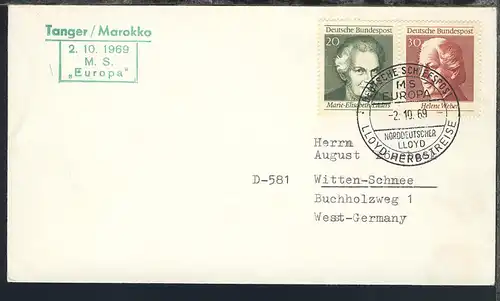 Tanger/Marokko
2. 10. 1969
M. S.
„Europa"
Deutsche Bundespost
20
Marie-Elisabeth Lüders
Deutsche Bundespost
30
Helene Weber
DEUTSCHE SCHIFFSPOST
MS
EUROPA
-2.10.69
NORDDEUTSCHER
LLOYD
LLOYD-HERBSTREISE
Herrn
August
D-581 Witten-Schnee
Buchholzweg 1
West-Germany